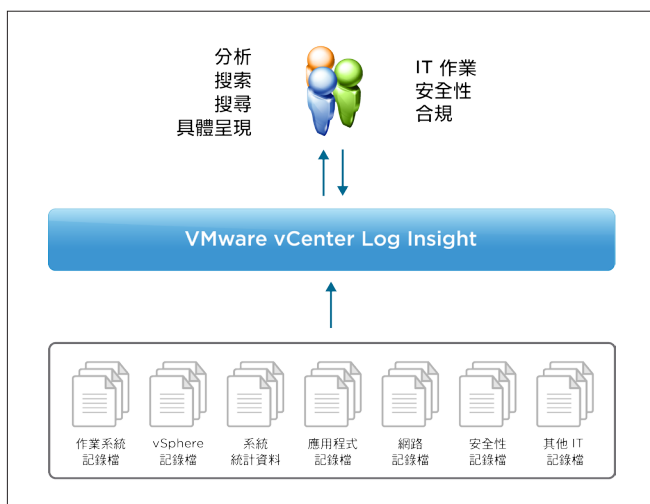 分析
搜索
搜尋
具體呈現
IT 作業
安全性
合規
VMware vCenter Log Insight
作業系統
記錄檔
vSphere
記錄檔
系統
統計資料
應用程式
記錄檔
網路
記錄檔
安全性
記錄檔
其他 IT
記錄檔